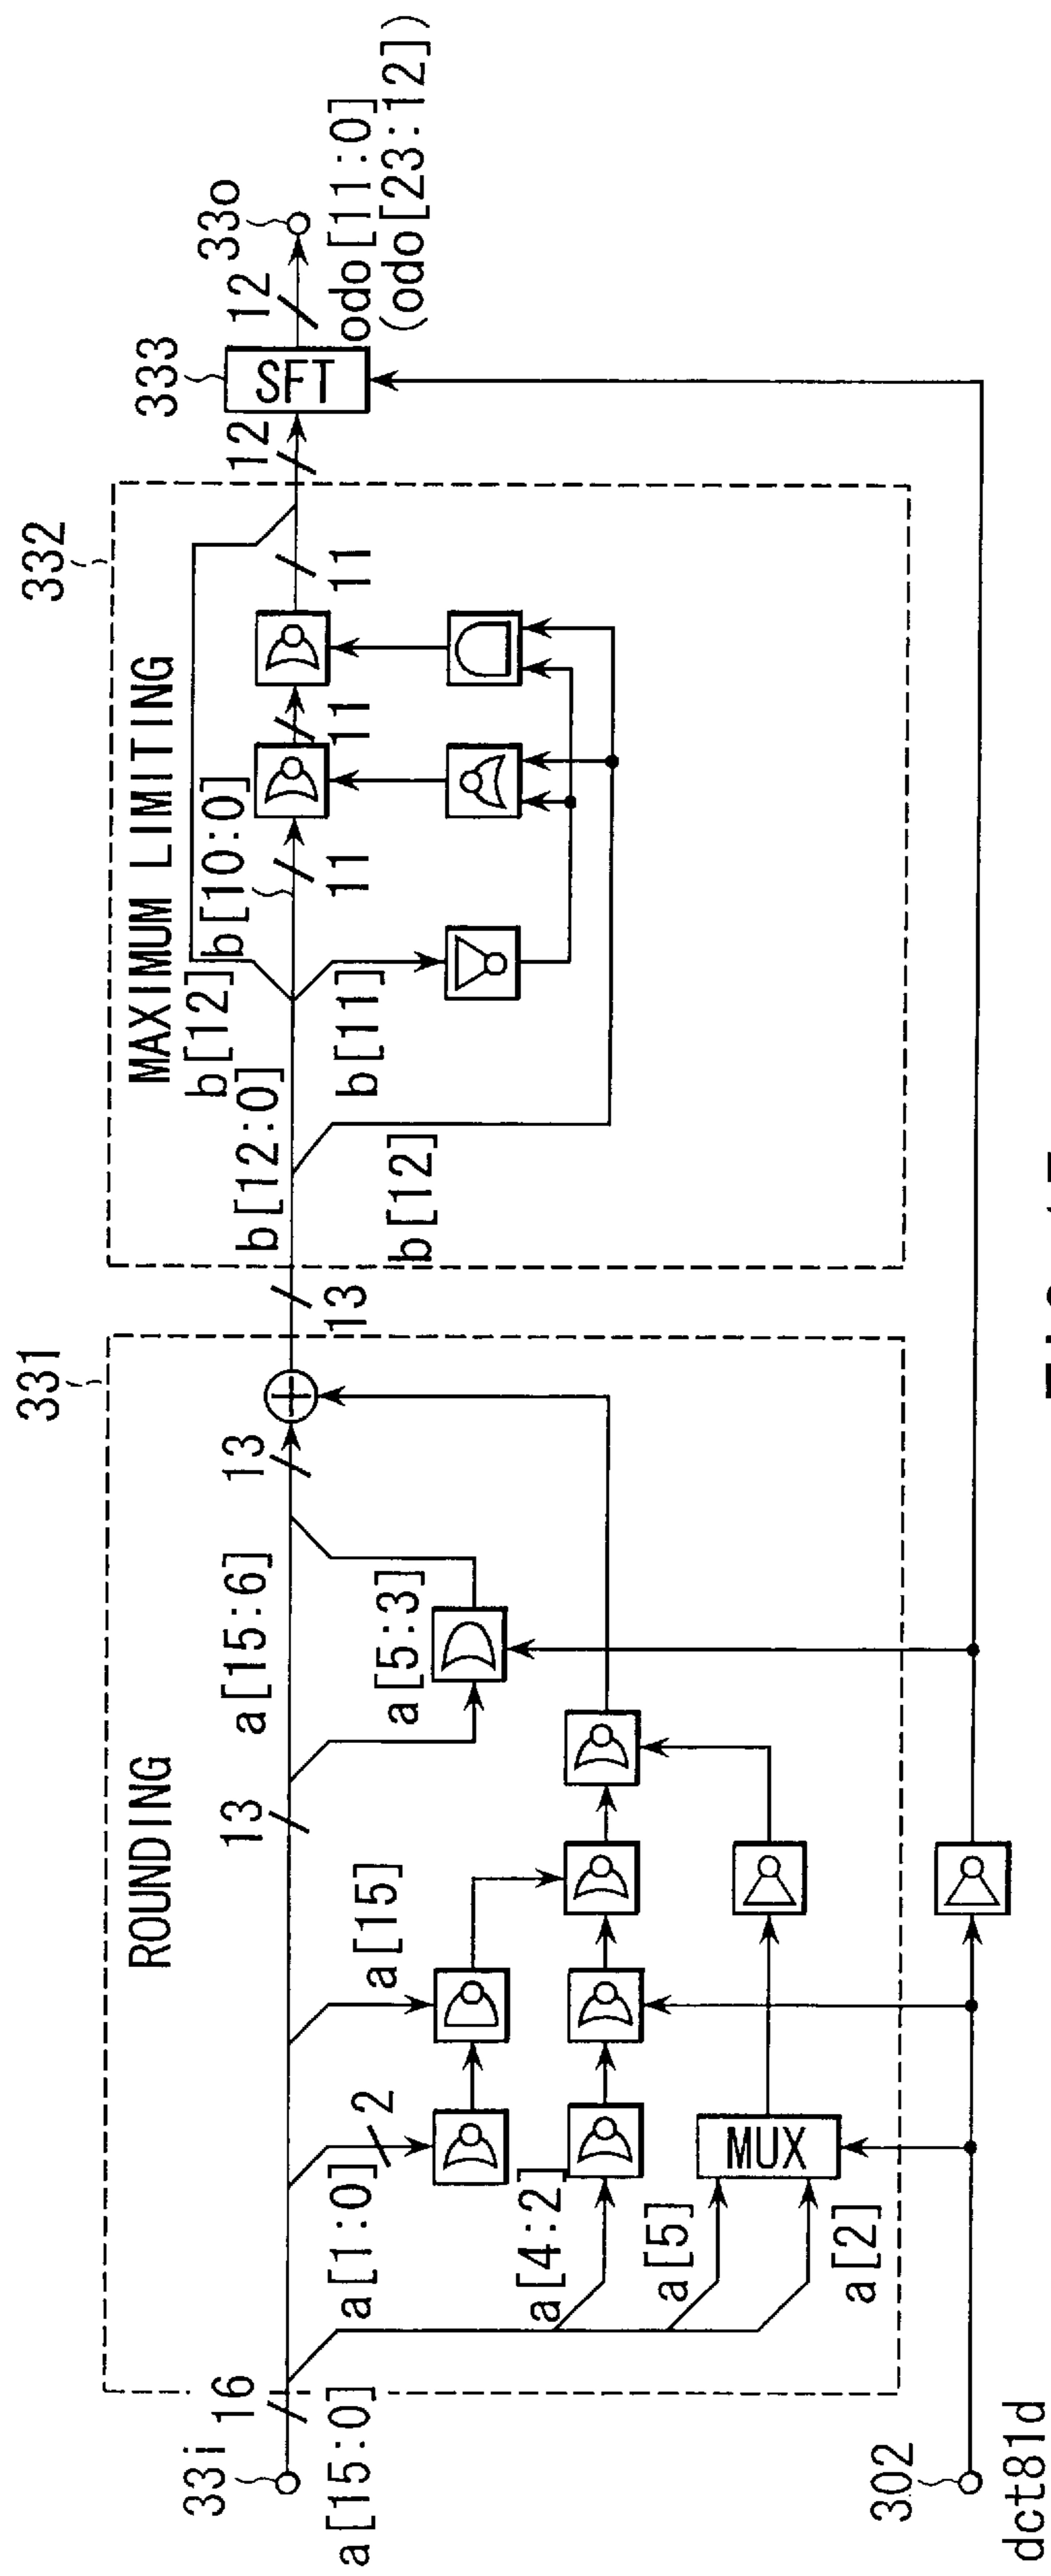 33i
16
a[15:0]
331
ROUNDING
a[1:0]
2
a[15]
a[4:2]
a[5]
a[2]
MUX
13
a[15:6]
a[5:3]
13
13
332
MAXIMUM LIMITING
b[12:0]
b[12]
b[12]
b[11]
b[10:0]
11
11
11
12
333
SFT
12
33o
odo[11:0]
(odo[23:12])
302
dct81d